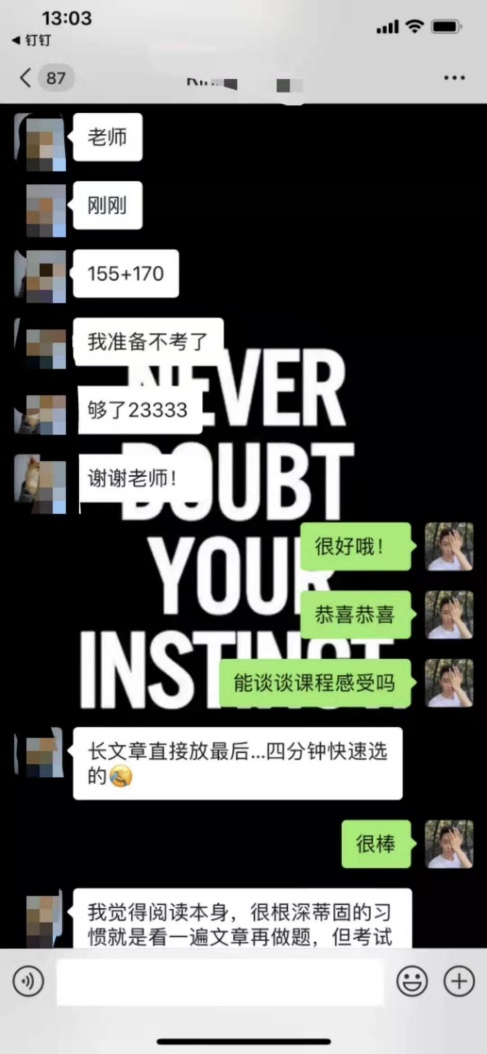 13:03
钉钉
87
老师
刚刚
155+170
我准备不考了
够了23333
谢谢老师！
NEVER
DOUBT
YOUR
很好哦！
恭喜恭喜
能谈谈课程感受吗
长文章直接放最后...四分钟快速选
的
很棒
我觉得阅读本身，很根深蒂固的习
惯就是看一遍文章再做题，但考试